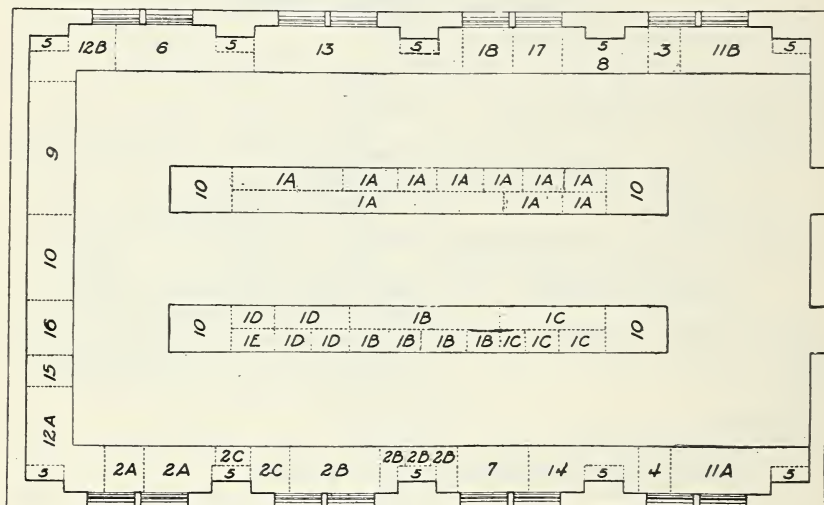 5 12B 6 5 13 5 18 17 5 3 11B 5
8
9
10 1A 1A 1A 1A 1A 1A 1A 10
1A 1A 1A
10
10 1D 1D 1B 1C 10
1E 1D 1D 1B 1B 1B 1B 1C 1C 1C
16
15
12A
2C 2B 2B 2B
5 2A 2A 5 2C 2B 5 7 14 5 4 11A 5